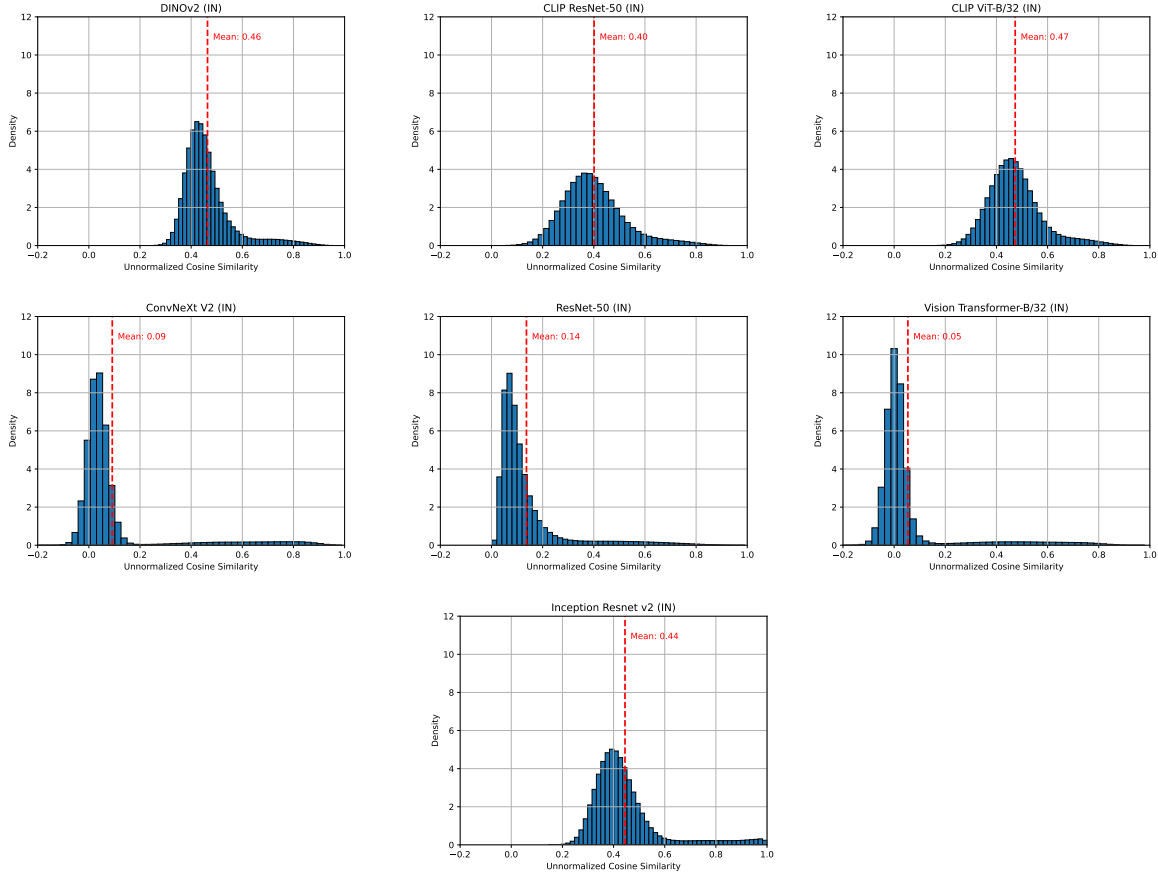 DINOv2 (IN)
12
10
8
6
4
2
0
Density
Mean: 0.46
−0.2 0.0 0.2 0.4 0.6 0.8 1.0
Unnormalized Cosine Similarity
CLIP ResNet-50 (IN)
12
10
8
6
4
2
0
Density
Mean: 0.40
−0.2 0.0 0.2 0.4 0.6 0.8 1.0
Unnormalized Cosine Similarity
CLIP ViT-B/32 (IN)
12
10
8
6
4
2
0
Density
Mean: 0.47
−0.2 0.0 0.2 0.4 0.6 0.8 1.0
Unnormalized Cosine Similarity
ConvNeXt V2 (IN)
12
10
8
6
4
2
0
Density
Mean: 0.09
−0.2 0.0 0.2 0.4 0.6 0.8 1.0
Unnormalized Cosine Similarity
ResNet-50 (IN)
12
10
8
6
4
2
0
Density
Mean: 0.14
−0.2 0.0 0.2 0.4 0.6 0.8 1.0
Unnormalized Cosine Similarity
Vision Transformer-B/32 (IN)
12
10
8
6
4
2
0
Density
Mean: 0.05
−0.2 0.0 0.2 0.4 0.6 0.8 1.0
Unnormalized Cosine Similarity
Inception Resnet v2 (IN)
12
10
8
6
4
2
0
Density
Mean: 0.44
−0.2 0.0 0.2 0.4 0.6 0.8 1.0
Unnormalized Cosine Similarity